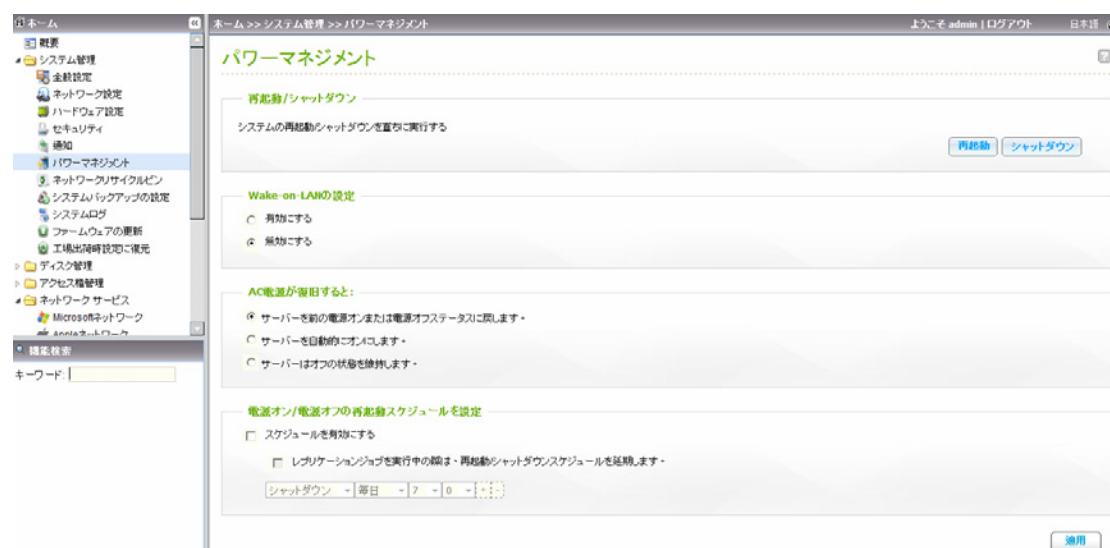 ホーム
ホーム >> システム管理 >> パワーマネジメント
ようこそ admin | ログアウト 日本語
概要
システム管理
全般設定
ネットワーク設定
ハードウェア設定
セキュリティ
通知
パワーマネジメント
ネットワークリサイクルビン
システムバックアップの設定
システムログ
ファームウェアの更新
工場出荷時設定に復元
ディスク管理
アクセス権管理
ネットワーク サービス
Microsoftネットワーク
Appleネットワーク
機能検索
キーワード:
パワーマネジメント
再起動/シャットダウン
システムの再起動/シャットダウンを直ちに実行する
再起動 シャットダウン
Wake-on-LANの設定
有効にする
無効にする
AC電源が復旧すると:
サーバーを前の電源オンまたは電源オフステータスに戻します。
サーバーを自動的にオンにします。
サーバーはオフの状態を維持します。
電源オン/電源オフの再起動スケジュールを設定
スケジュールを有効にする
レプリケーションジョブを実行中の際は、再起動/シャットダウンスケジュールを延期します。
シャットダウン 毎日 7 0 + -
適用